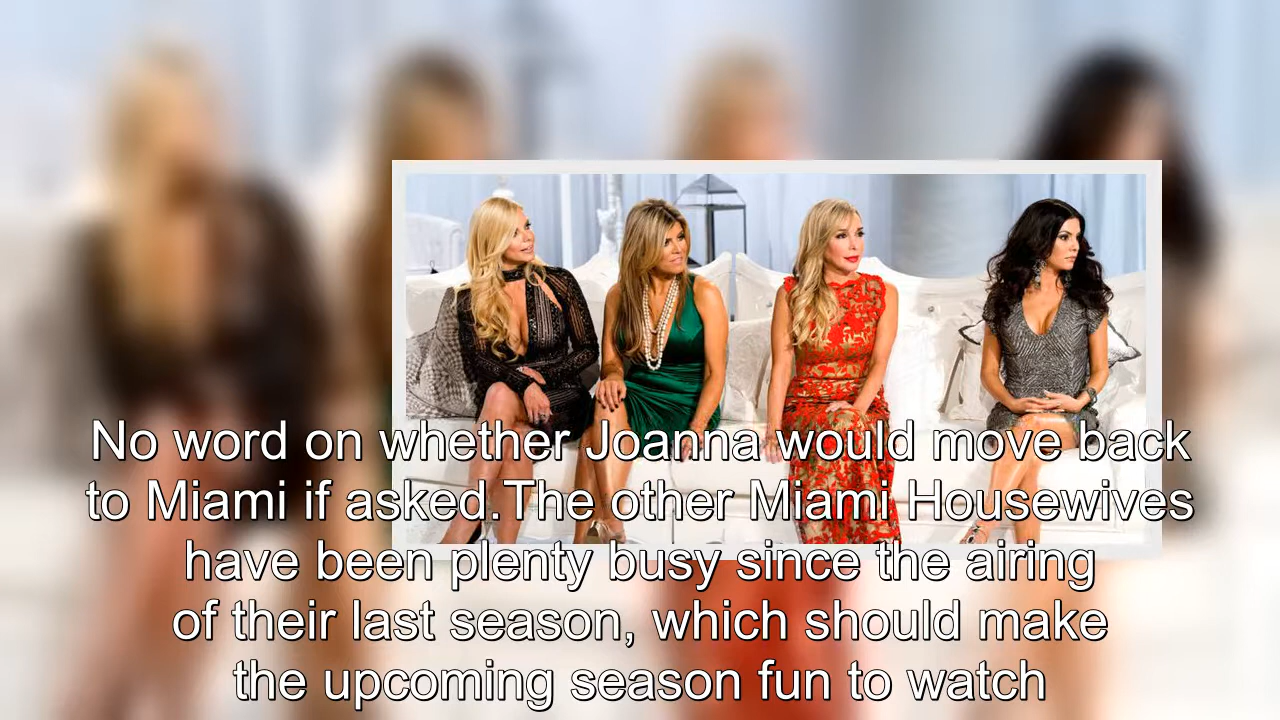 No word on whether Joanna would move back
to Miami if asked.The other Miami Housewives
have been plenty busy since the airing
of their last season, which should make
the upcoming season fun to watch